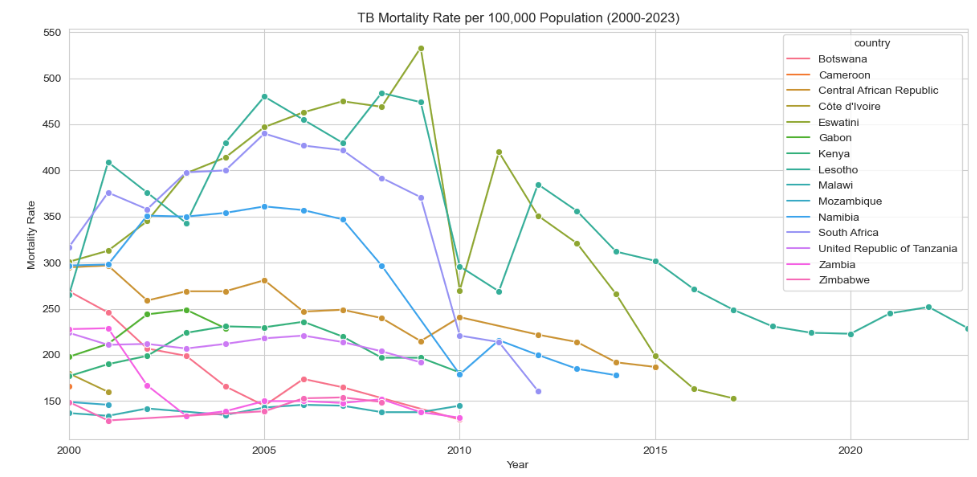 TB Mortality Rate per 100,000 Population (2000-2023)
550
500
450
400
350
300
250
200
150
Mortality Rate
2000
2005
2010
2015
2020
Year
country
Botswana
Cameroon
Central African Republic
Côte d'Ivoire
Eswatini
Gabon
Kenya
Lesotho
Malawi
Mozambique
Namibia
South Africa
United Republic of Tanzania
Zambia
Zimbabwe